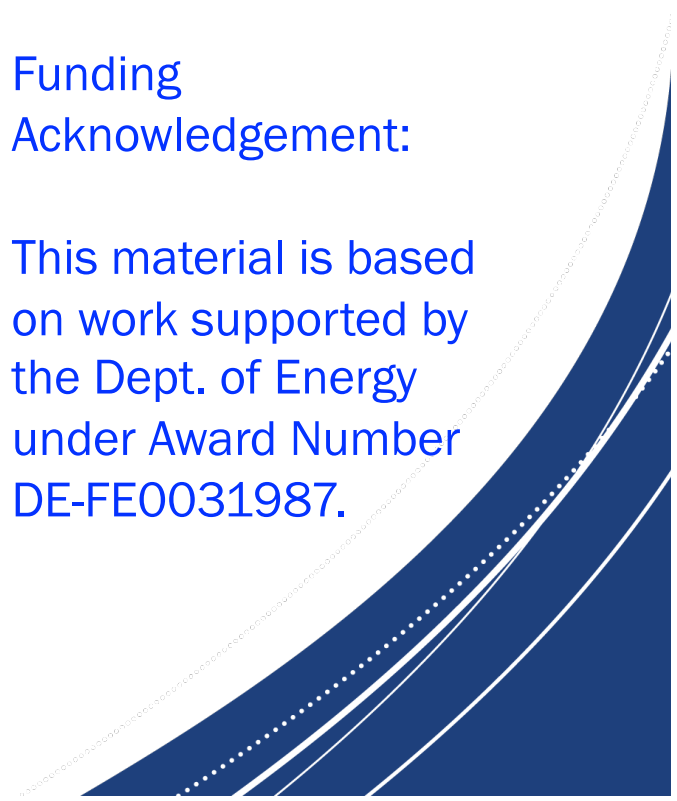 Funding
Acknowledgement:
This material is based
on work supported by
the Dept. of Energy
under Award Number
DE-FE0031987.